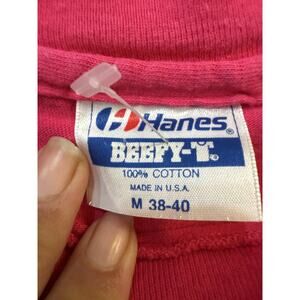 Hanes®
BEEFY-T®
100% COTTON
MADE IN U.S.A.
M 38-40